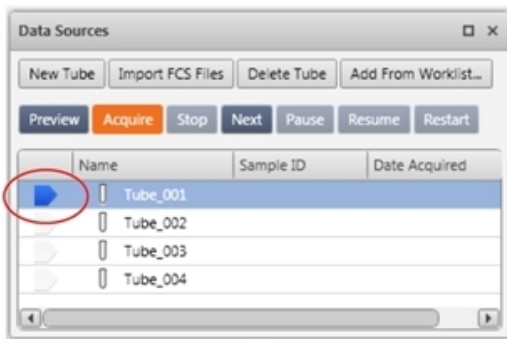 Data Sources
New Tube Import FCS Files Delete Tube Add From Worklist...
Preview Acquire Stop Next Pause Resume Restart
Name Sample ID Date Acquired
Tube_001
Tube_002
Tube_003
Tube_004